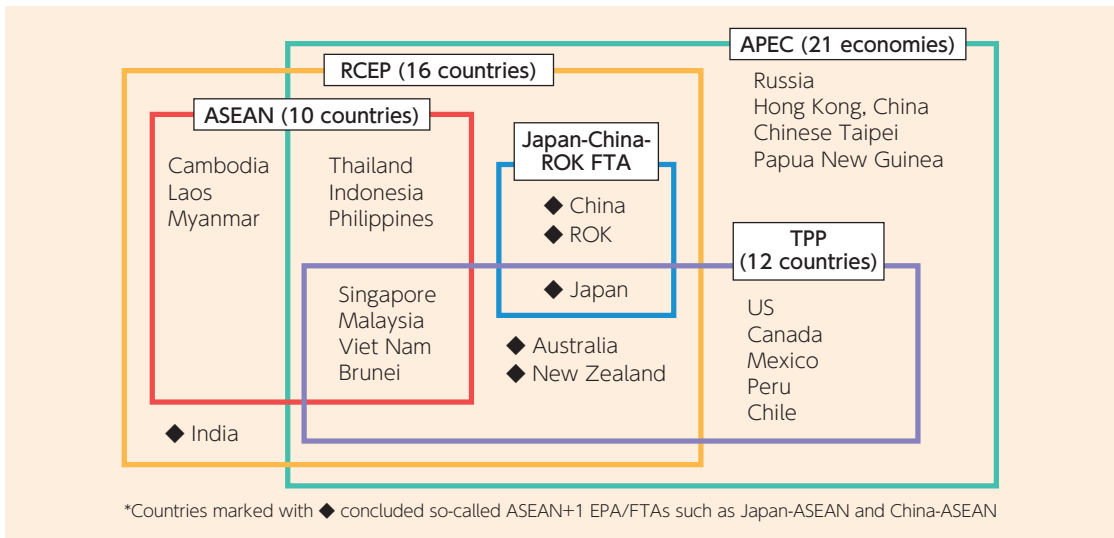 APEC (21 economies)
Russia
Hong Kong, China
Chinese Taipei
Papua New Guinea
RCEP (16 countries)
ASEAN (10 countries)
Cambodia
Laos
Myanmar
Thailand
Indonesia
Philippines
Japan-China-
ROK FTA
◆ China
◆ ROK
◆ Japan
TPP
(12 countries)
Singapore
Malaysia
Viet Nam
Brunei
◆ Australia
◆ New Zealand
US
Canada
Mexico
Peru
Chile
◆ India
*Countries marked with ◆ concluded so-called ASEAN+1 EPA/FTAs such as Japan-ASEAN and China-ASEAN